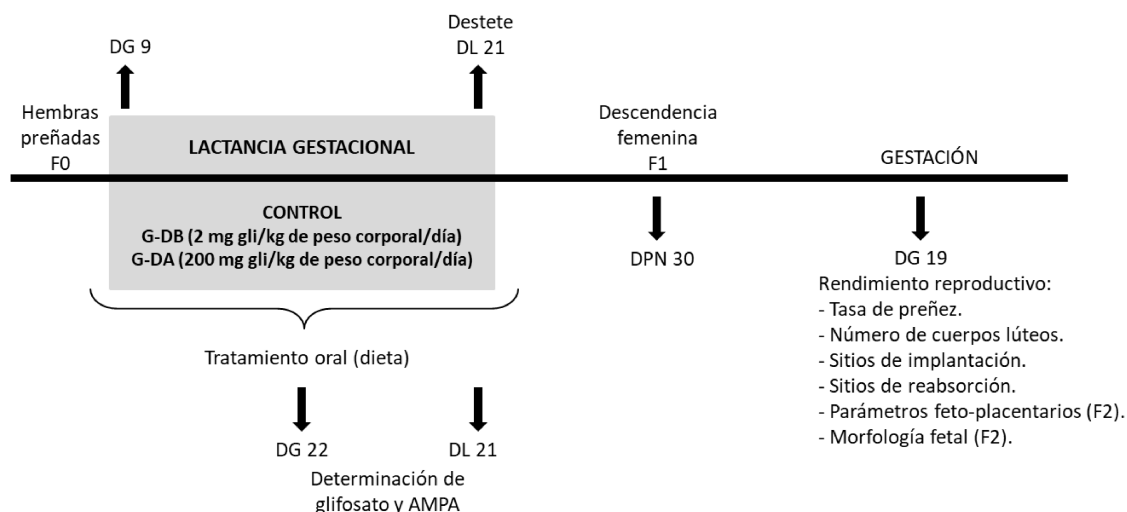 Destete
DG 9
DL 21
Hembras
preñadas
F0
LACTANCIA GESTACIONAL
Descendencia
femenina
F1
GESTACIÓN
CONTROL
G-DB (2 mg gli/kg de peso corporal/día)
G-DA (200 mg gli/kg de peso corporal/día)
DPN 30
DG 19
Rendimiento reproductivo:
- Tasa de preñez.
- Número de cuerpos lúteos.
- Sitios de implantación.
- Sitios de reabsorción.
- Parámetros feto-placentarios (F2).
- Morfología fetal (F2).
Tratamiento oral (dieta)
DG 22
DL 21
Determinación de
glifosato y AMPA